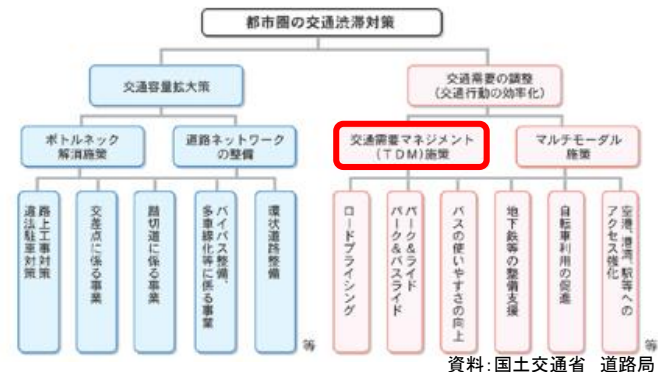 都市圏の交通渋滞対策
交通容量拡大策
交通需要の調整
(交通行動の効率化)
ボトルネック
解消施策
道路ネットワーク
の整備
交通需要マネジメント
(TDM)施策
マルチモーダル
施策
路上工事対策
違法駐車対策
交差点に係る事業
踏切道に係る事業
バイパス整備、
多車線化等に係る事業
環状道路整備
等
ロードプライシング
パーク&ライド
パーク&バスライド
バスの使いやすさの向上
地下鉄等の整備支援
自転車利用の促進
空港、港湾、駅等への
アクセス強化
等
資料:国土交通省 道路局